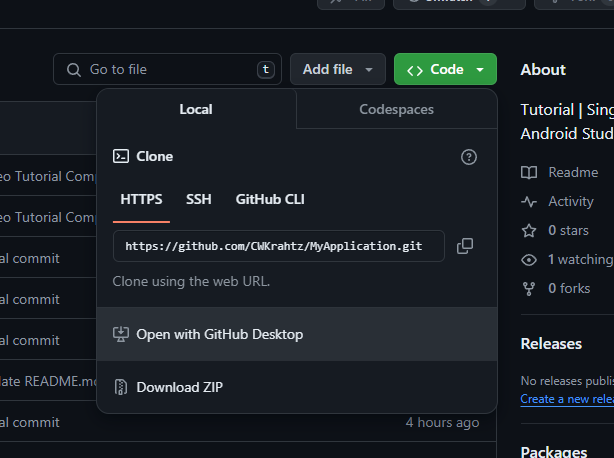 Go to file
t
Add file
Code
About
Local
Codespaces
Tutorial | Sing
Android Stud
Clone
Readme
eo Tutorial Comp
HTTPS
SSH
GitHub CLI
Activity
eo Tutorial Comp
0 stars
https://github.com/CWKrahtz/MyApplication.git
al commit
1 watching
Clone using the web URL.
0 forks
al commit
Open with GitHub Desktop
al commit
Releases
date README.md
Download ZIP
No releases publis
Create a new relea
al commit
4 hours ago
Packages